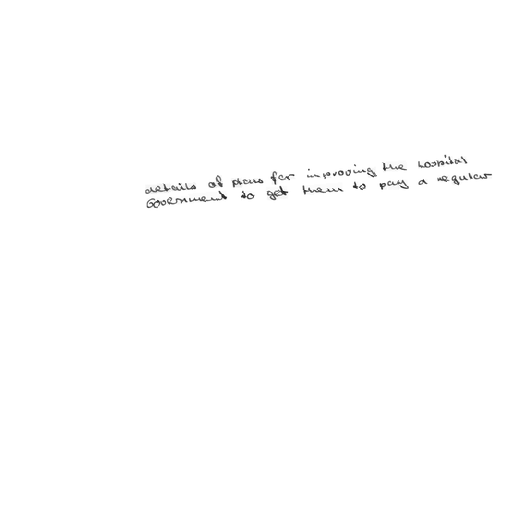 details of plans for improving the hospital
Government to get them to pay a regular